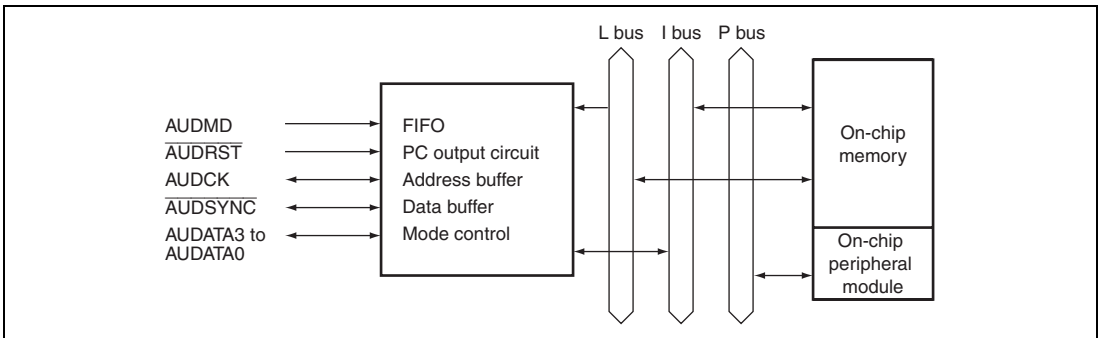 L bus I bus P bus
AUDMD
AUDRST
AUDCK
AUDSYNC
AUDATA3 to
AUDATA0
FIFO
PC output circuit
Address buffer
Data buffer
Mode control
On-chip
memory
On-chip
peripheral
module